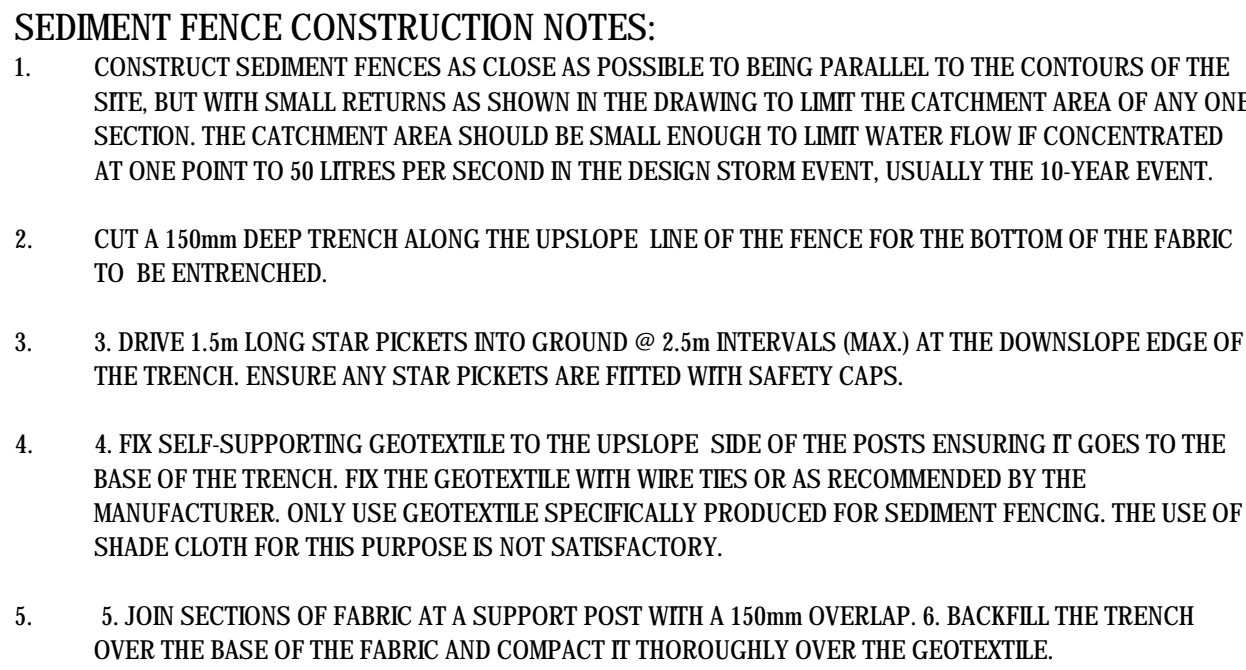 SEDIMENT FENCE CONSTRUCTION NOTES:
1. CONSTRUCT SEDIMENT FENCES AS CLOSE AS POSSIBLE TO BEING PARALLEL TO THE CONTOURS OF THE
SITE, BUT WITH SMALL RETURNS AS SHOWN IN THE DRAWING TO LIMIT THE CATCHMENT AREA OF ANY ONE
SECTION. THE CATCHMENT AREA SHOULD BE SMALL ENOUGH TO LIMIT WATER FLOW IF CONCENTRATED
AT ONE POINT TO 50 LITRES PER SECOND IN THE DESIGN STORM EVENT, USUALLY THE 10-YEAR EVENT.
2. CUT A 150mm DEEP TRENCH ALONG THE UPSLOPE LINE OF THE FENCE FOR THE BOTTOM OF THE FABRIC
TO BE ENTRENCHED.
3. 3. DRIVE 1.5m LONG STAR PICKETS INTO GROUND @ 2.5m INTERVALS (MAX.) AT THE DOWNSLOPE EDGE OF
THE TRENCH. ENSURE ANY STAR PICKETS ARE FITTED WITH SAFETY CAPS.
4. 4. FIX SELF-SUPPORTING GEOTEXTILE TO THE UPSLOPE SIDE OF THE POSTS ENSURING IT GOES TO THE
BASE OF THE TRENCH. FIX THE GEOTEXTILE WITH WIRE TIES OR AS RECOMMENDED BY THE
MANUFACTURER. ONLY USE GEOTEXTILE SPECIFICALLY PRODUCED FOR SEDIMENT FENCING. THE USE OF
SHADE CLOTH FOR THIS PURPOSE IS NOT SATISFACTORY.
5. 5. JOIN SECTIONS OF FABRIC AT A SUPPORT POST WITH A 150mm OVERLAP. 6. BACKFILL THE TRENCH
OVER THE BASE OF THE FABRIC AND COMPACT IT THOROUGHLY OVER THE GEOTEXTILE.